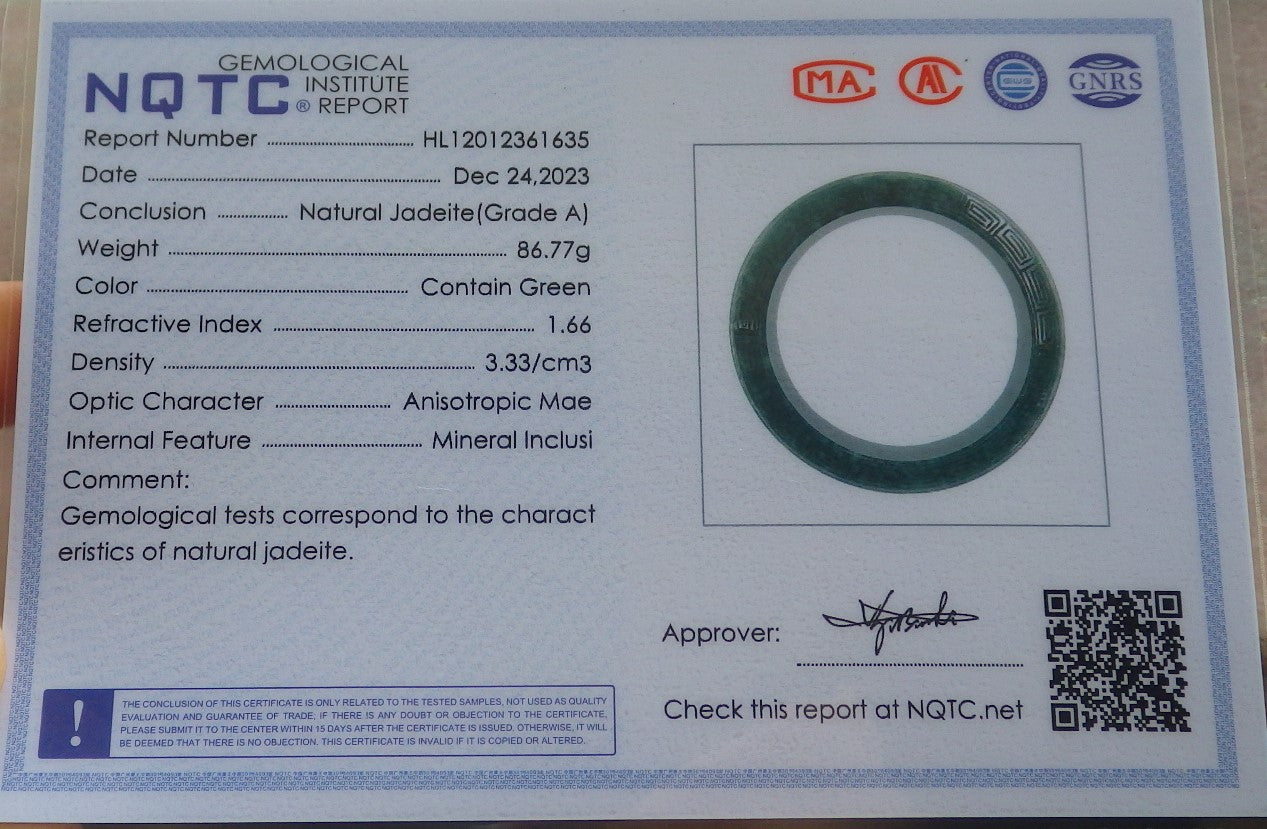 GEMOLOGICAL
NQTC® INSTITUTE
REPORT
Report Number ........ HL12012361635
Date ........ Dec 24,2023
Conclusion ........ Natural Jadeite(Grade A)
Weight ........ 86.77g
Color ........ Contain Green
Refractive Index ........ 1.66
Density ........ 3.33/cm3
Optic Character ........ Anisotropic Mae
Internal Feature ........ Mineral Inclusi
Comment:
Gemological tests correspond to the charact
eristics of natural jadeite.
! THE CONCLUSION OF THIS CERTIFICATE IS ONLY RELATED TO THE TESTED SAMPLES, NOT USED AS QUALITY
EVALUATION AND GUARANTEE OF TRADE; IF THERE IS ANY DOUBT OR OBJECTION TO THE CERTIFICATE,
PLEASE SUBMIT IT TO THE CENTER WITHIN 15 DAYS AFTER THE CERTIFICATE IS ISSUED. OTHERWISE, IT WILL
BE DEEMED THAT THERE IS NO OBJECTION. THIS CERTIFICATE IS INVALID IF IT IS COPIED OR ALTERED.
MA
GNRS
Approver:
Check this report at NQTC.net